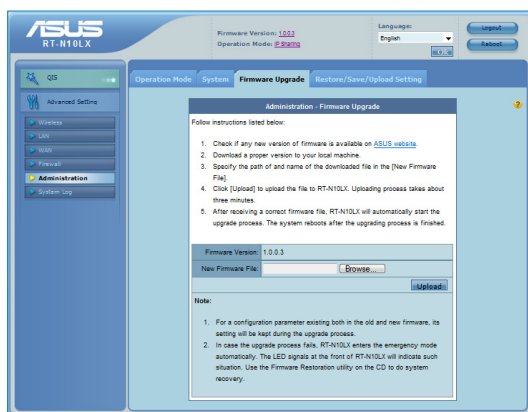 ASUS
RT-N10LX
Firmware Version: 1.0.0.3
Operation Mode: IP Sharing
Language:
English
Logout
Reboot
QIS
Advanced Setting
Wireless
LAN
WAN
Firewall
Administration
System Log
Operation Mode System Firmware Upgrade Restore/Save/Upload Setting
Administration - Firmware Upgrade
Follow instructions listed below:
1. Check if any new version of firmware is available on ASUS website.
2. Download a proper version to your local machine.
3. Specify the path of and name of the downloaded file in the [New Firmware
File].
4. Click [Upload] to upload the file to RT-N10LX. Uploading process takes about
three minutes.
5. After receiving a correct firmware file, RT-N10LX will automatically start the
upgrade process. The system reboots after the upgrading process is finished.
Firmware Version: 1.0.0.3
New Firmware File: Browse...
Upload
Note:
1. For a configuration parameter existing both in the old and new firmware, its
setting will be kept during the upgrade process.
2. In case the upgrade process fails, RT-N10LX enters the emergency mode
automatically. The LED signals at the front of RT-N10LX will indicate such
situation. Use the Firmware Restoration utility on the CD to do system
recovery.